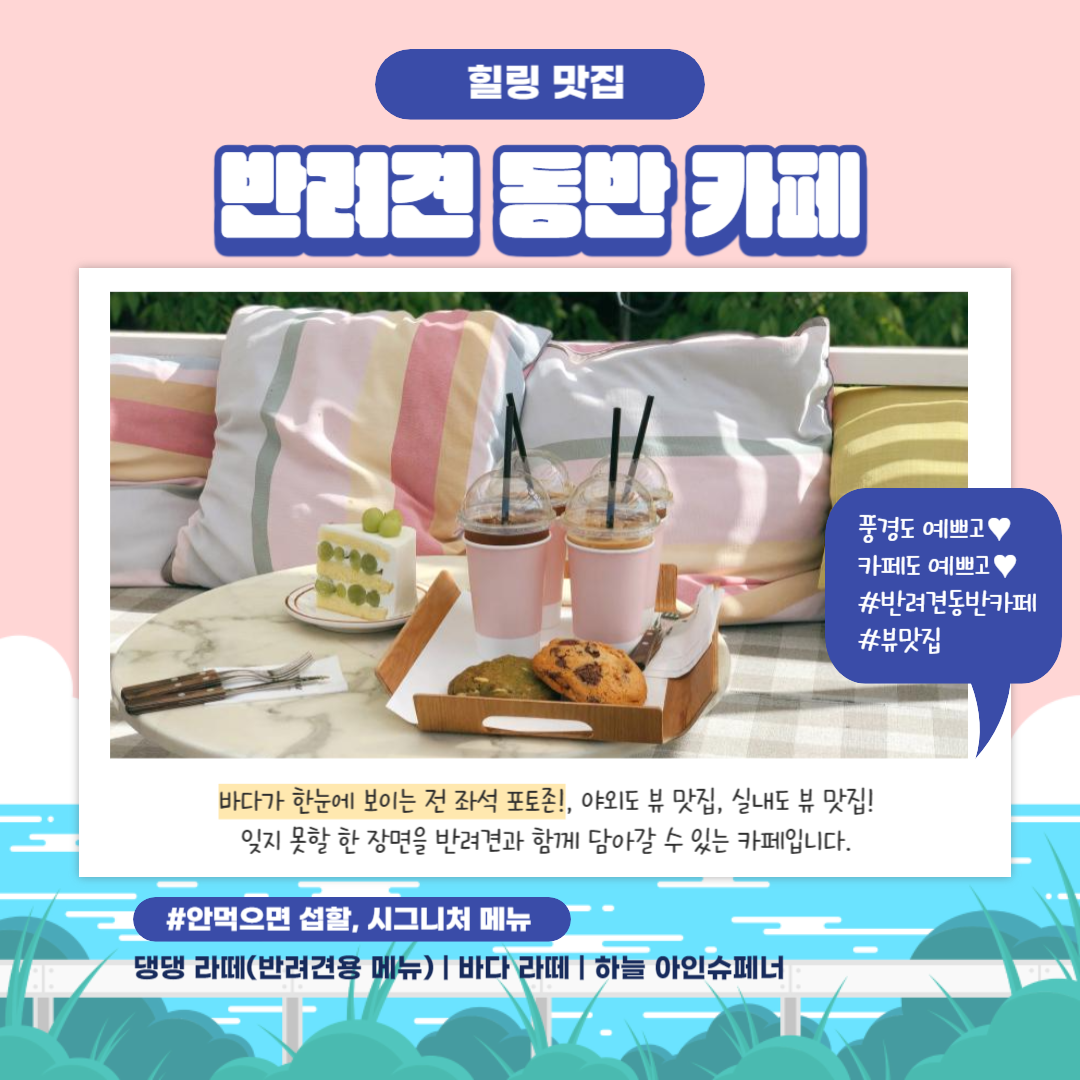 힐링 맛집
반려견 동반 카페
풍경도 예쁘고♥
카페도 예쁘고♥
#반려견동반카페
#뷰맛집
바다가 한눈에 보이는 전 좌석 포토존!, 야외도 뷰 맛집, 실내도 뷰 맛집!
잊지 못할 한 장면을 반려견과 함께 담아갈 수 있는 카페입니다.
#안먹으면 섭할, 시그니처 메뉴
댕댕 라떼(반려견용 메뉴) | 바다 라떼 | 하늘 아인슈페너